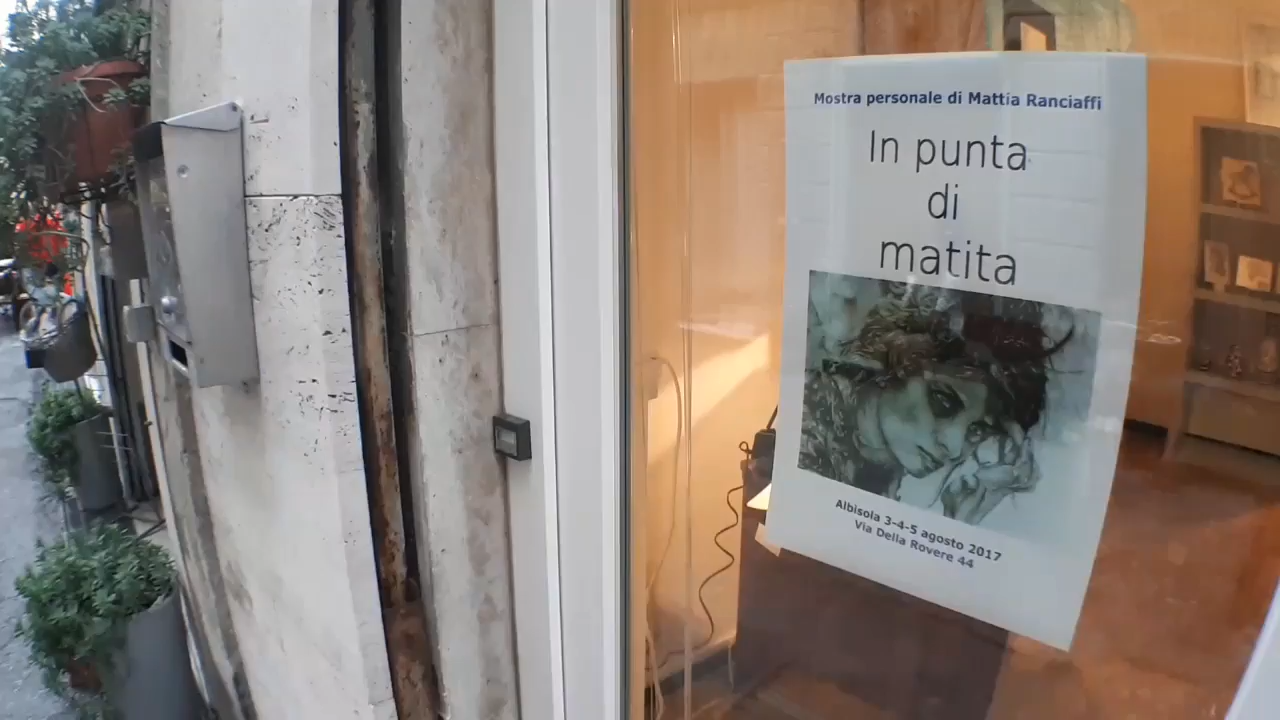 Mostra personale di Mattia Ranciaffi
In punta
di
matita
Albisola 3-4-5 agosto 2017
Via Della Rovere 44